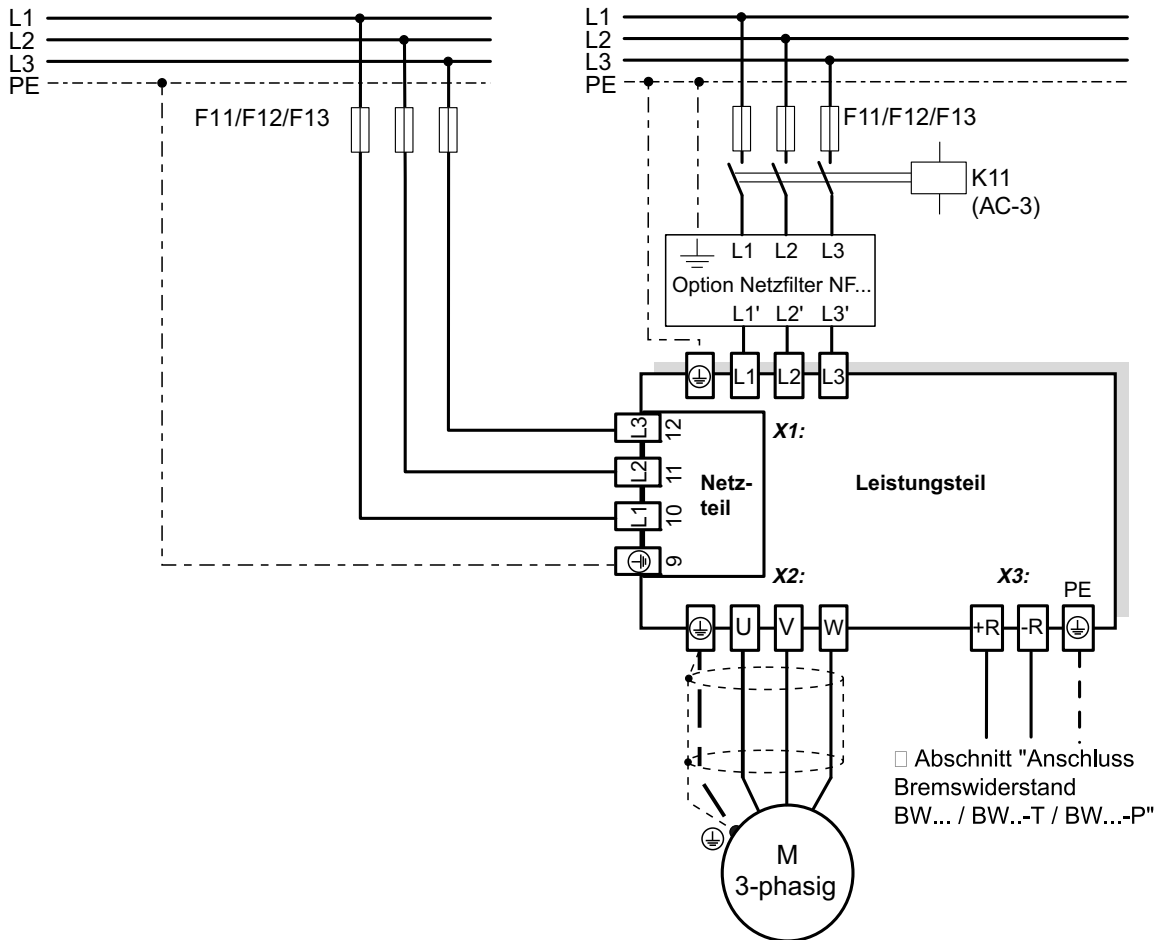 L1
L2
L3
PE
F11/F12/F13
L1
L2
L3
PE
F11/F12/F13
K11
(AC-3)
L1 L2 L3
Option Netzfilter NF...
L1' L2' L3'
L1 L2 L3
L3 12
L2 11
L1 10
9
X1:
Netz-
teil
Leistungsteil
X2:
X3:
PE
U V W
+R -R
Abschnitt "Anschluss
Bremswiderstand
BW... / BW..-T / BW...-P"
M
3-phasig